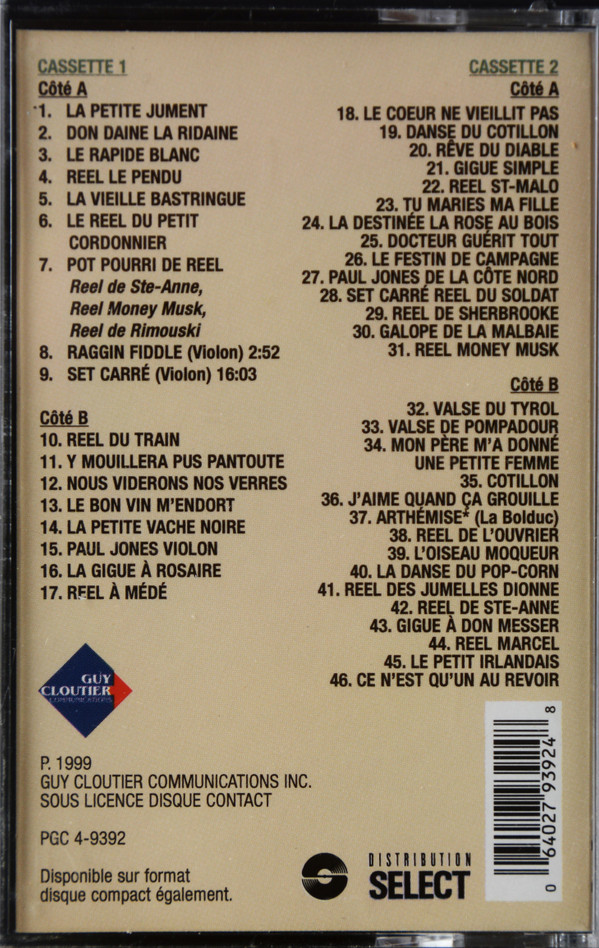 CASSETTE 1
Côté A
1. LA PETITE JUMENT
2. DON DAINE LA RIDAINE
3. LE RAPIDE BLANC
4. REEL LE PENDU
5. LA VIEILLE BASTRINGUE
6. LE REEL DU PETIT
CORDONNIER
7. POT POURRI DE REEL
Reel de Ste-Anne,
Reel Money Musk,
Reel de Rimouski
8. RAGGIN FIDDLE (Violon) 2:52
9. SET CARRÉ (Violon) 16:03
Côté B
10. REEL DU TRAIN
11. Y MOUILLERA PUS PANTOUTE
12. NOUS VIDERONS NOS VERRES
13. LE BON VIN M'ENDORT
14. LA PETITE VACHE NOIRE
15. PAUL JONES VIOLON
16. LA GIGUE À ROSAIRE
17. REEL À MÉDÉ
CASSETTE 2
Côté A
18. LE COEUR NE VIEILLIT PAS
19. DANSE DU COTILLON
20. RÊVE DU DIABLE
21. GIGUE SIMPLE
22. REEL ST-MALO
23. TU MARIES MA FILLE
24. LA DESTINÉE LA ROSE AU BOIS
25. DOCTEUR GUÉRIT TOUT
26. LE FESTIN DE CAMPAGNE
27. PAUL JONES DE LA CÔTE NORD
28. SET CARRÉ REEL DU SOLDAT
29. REEL DE SHERBROOKE
30. GALOPE DE LA MALBAIE
31. REEL MONEY MUSK
Côté B
32. VALSE DU TYROL
33. VALSE DE POMPADOUR
34. MON PÈRE M'A DONNÉ
UNE PETITE FEMME
35. COTILLON
36. J'AIME QUAND ÇA GROUILLE
37. ARTHÉMISE* (La Bolduc)
38. REEL DE L'OUVRIER
39. L'OISEAU MOQUEUR
40. LA DANSE DU POP-CORN
41. REEL DES JUMELLES DIONNE
42. REEL DE STE-ANNE
43. GIGUE À DON MESSER
44. REEL MARCEL
45. LE PETIT IRLANDAIS
46. CE N'EST QU'UN AU REVOIR
GUY
CLOUTIER
COMMUNICATIONS
P. 1999
GUY CLOUTIER COMMUNICATIONS INC.
SOUS LICENCE DISQUE CONTACT
PGC 4-9392
Disponible sur format
disque compact également.
DISTRIBUTION
SELECT
0 64027 93924 8